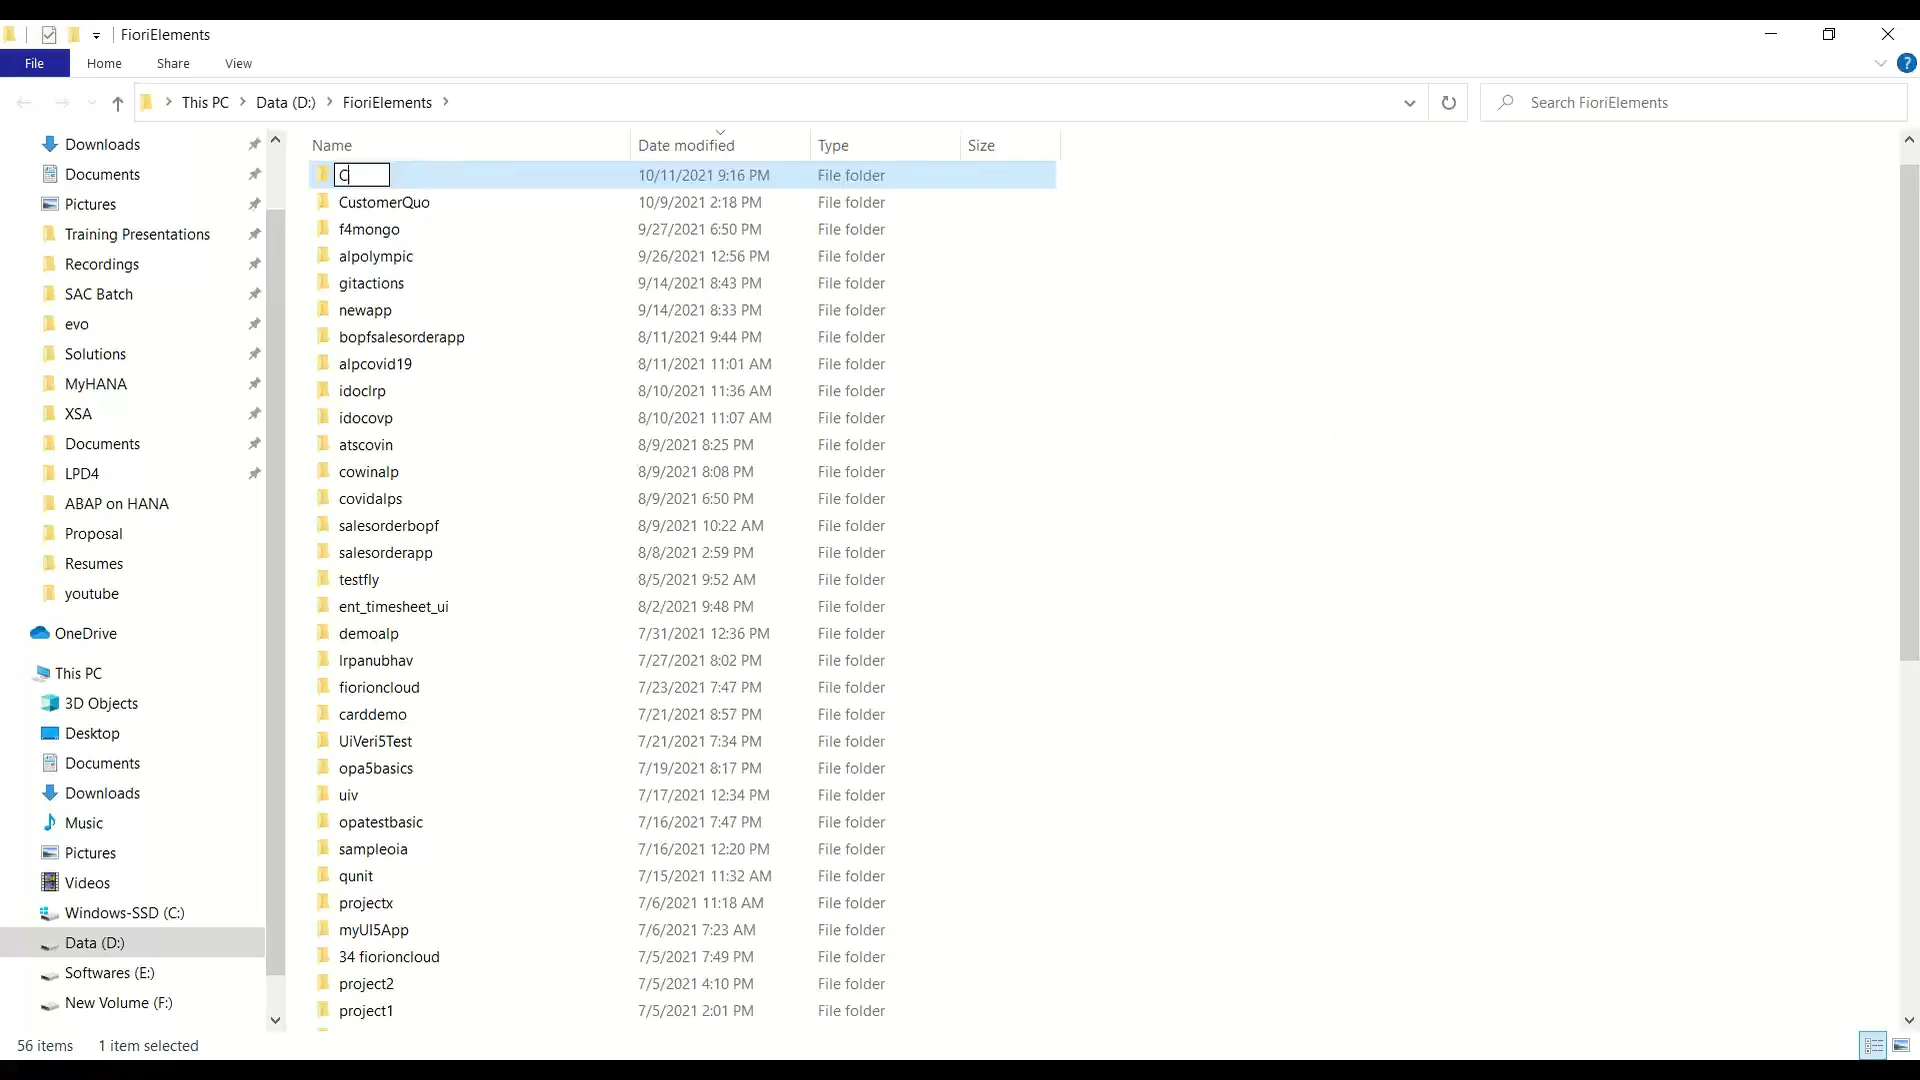 FioriElements
File Home Share View
This PC Data (D:) FioriElements
Search FioriElements
Downloads
Documents
Pictures
Training Presentations
Recordings
SAC Batch
evo
Solutions
MyHANA
XSA
Documents
LPD4
ABAP on HANA
Proposal
Resumes
youtube
OneDrive
This PC
3D Objects
Desktop
Documents
Downloads
Music
Pictures
Videos
Windows-SSD (C:)
Data (D:)
Softwares (E:)
New Volume (F:)
Name Date modified Type Size
C 10/11/2021 9:16 PM File folder
CustomerQuo 10/9/2021 2:18 PM File folder
f4mongo 9/27/2021 6:50 PM File folder
alpolympic 9/26/2021 12:56 PM File folder
gitactions 9/14/2021 8:43 PM File folder
newapp 9/14/2021 8:33 PM File folder
bopfsalesorderapp 8/11/2021 9:44 PM File folder
alpcovid19 8/11/2021 11:01 AM File folder
idoclrp 8/10/2021 11:36 AM File folder
idocovp 8/10/2021 11:07 AM File folder
atscovin 8/9/2021 8:25 PM File folder
cowinalp 8/9/2021 8:08 PM File folder
covidalps 8/9/2021 6:50 PM File folder
salesorderbopf 8/9/2021 10:22 AM File folder
salesorderapp 8/8/2021 2:59 PM File folder
testfly 8/5/2021 9:52 AM File folder
ent_timesheet_ui 8/2/2021 9:48 PM File folder
demoalp 7/31/2021 12:36 PM File folder
lrpanubhav 7/27/2021 8:02 PM File folder
fiorioncloud 7/23/2021 7:47 PM File folder
carddemo 7/21/2021 8:57 PM File folder
UiVeri5Test 7/21/2021 7:34 PM File folder
opa5basics 7/19/2021 8:17 PM File folder
uiv 7/17/2021 12:34 PM File folder
opatestbasic 7/16/2021 7:47 PM File folder
sampleoia 7/16/2021 12:20 PM File folder
qunit 7/15/2021 11:32 AM File folder
projectx 7/6/2021 11:18 AM File folder
myUI5App 7/6/2021 7:23 AM File folder
34 fiorioncloud 7/5/2021 7:49 PM File folder
project2 7/5/2021 4:10 PM File folder
project1 7/5/2021 2:01 PM File folder
56 items 1 item selected